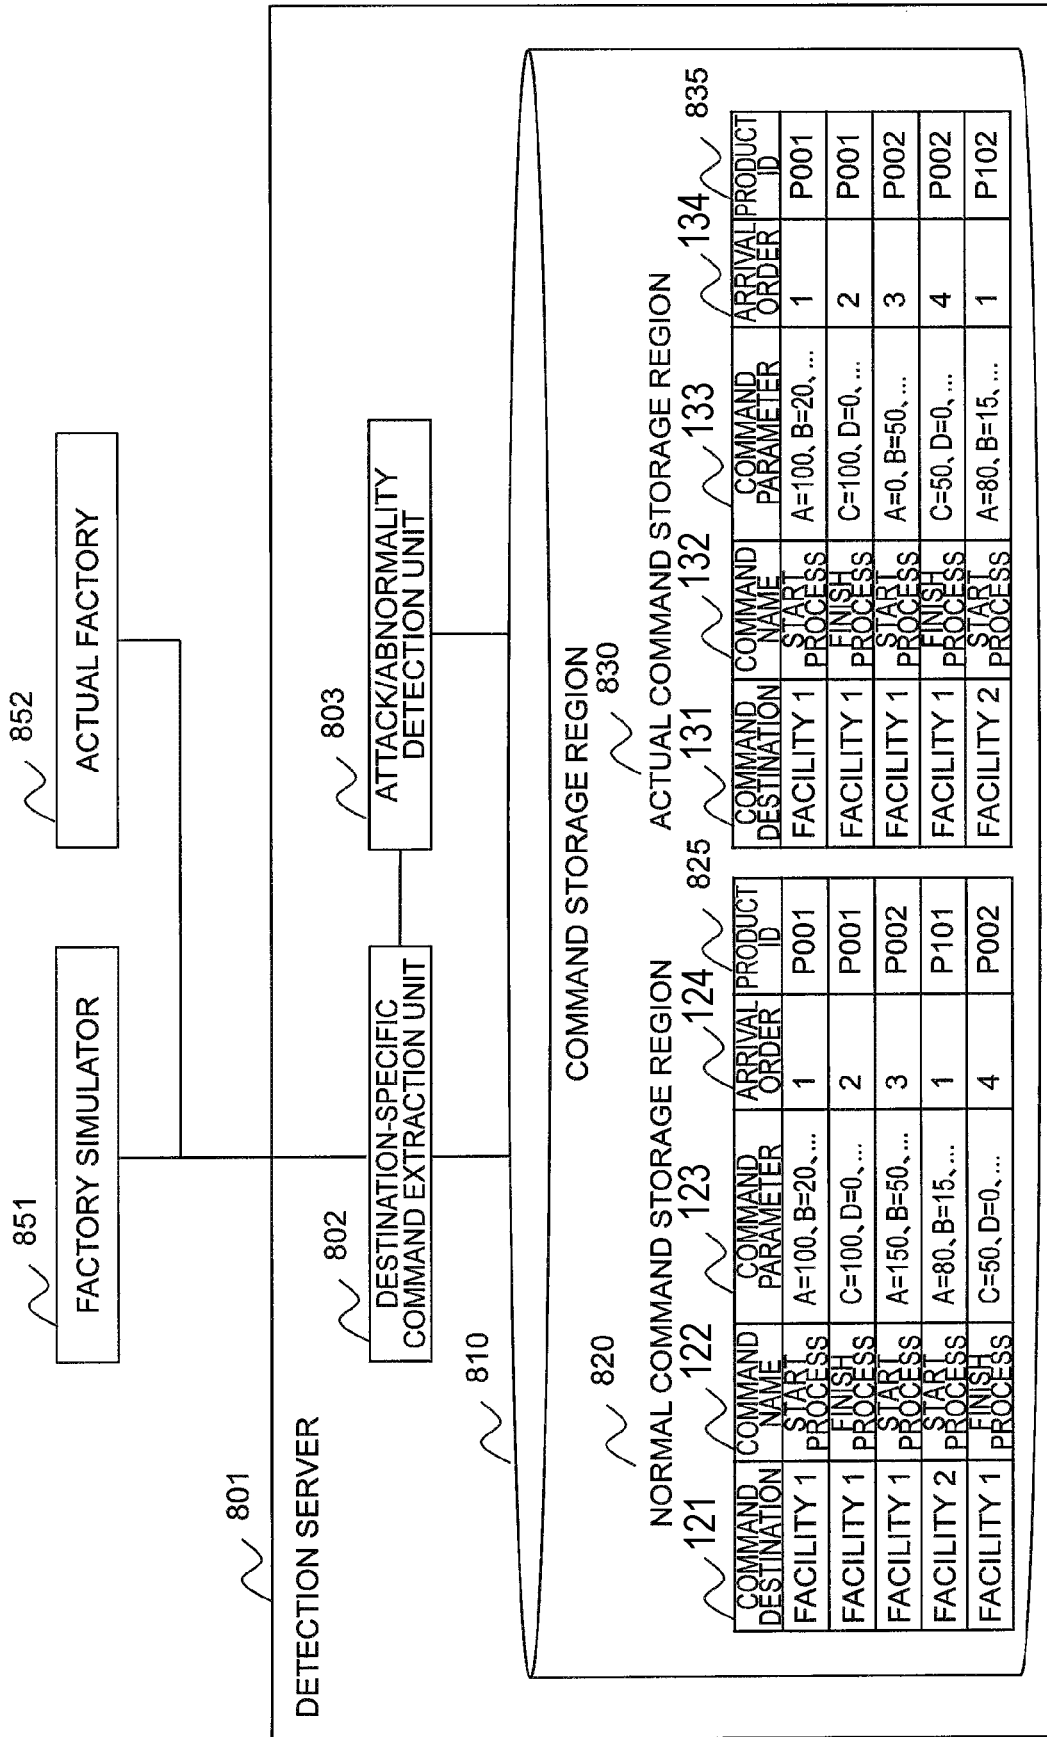 851
FACTORY SIMULATOR
852
ACTUAL FACTORY
801
DETECTION SERVER
802
DESTINATION-SPECIFIC
COMMAND EXTRACTION UNIT
803
ATTACK/ABNORMALITY
DETECTION UNIT
810
COMMAND STORAGE REGION
820
NORMAL COMMAND STORAGE REGION
121 122 123 124 825
COMMAND DESTINATION COMMAND NAME COMMAND PARAMETER ARRIVAL ORDER PRODUCT ID
FACILITY 1 START PROCESS A=100、B=20、... 1 P001
FACILITY 1 FINISH PROCESS C=100、D=0、... 2 P001
FACILITY 1 START PROCESS A=150、B=50、... 3 P002
FACILITY 2 START PROCESS A=80、B=15、... 1 P101
FACILITY 1 FINISH PROCESS C=50、D=0、... 4 P002
830
ACTUAL COMMAND STORAGE REGION
131 132 133 134 835
COMMAND DESTINATION COMMAND NAME COMMAND PARAMETER ARRIVAL ORDER PRODUCT ID
FACILITY 1 START PROCESS A=100、B=20、... 1 P001
FACILITY 1 FINISH PROCESS C=100、D=0、... 2 P001
FACILITY 1 START PROCESS A=0、B=50、... 3 P002
FACILITY 1 FINISH PROCESS C=50、D=0、... 4 P002
FACILITY 2 START PROCESS A=80、B=15、... 1 P102